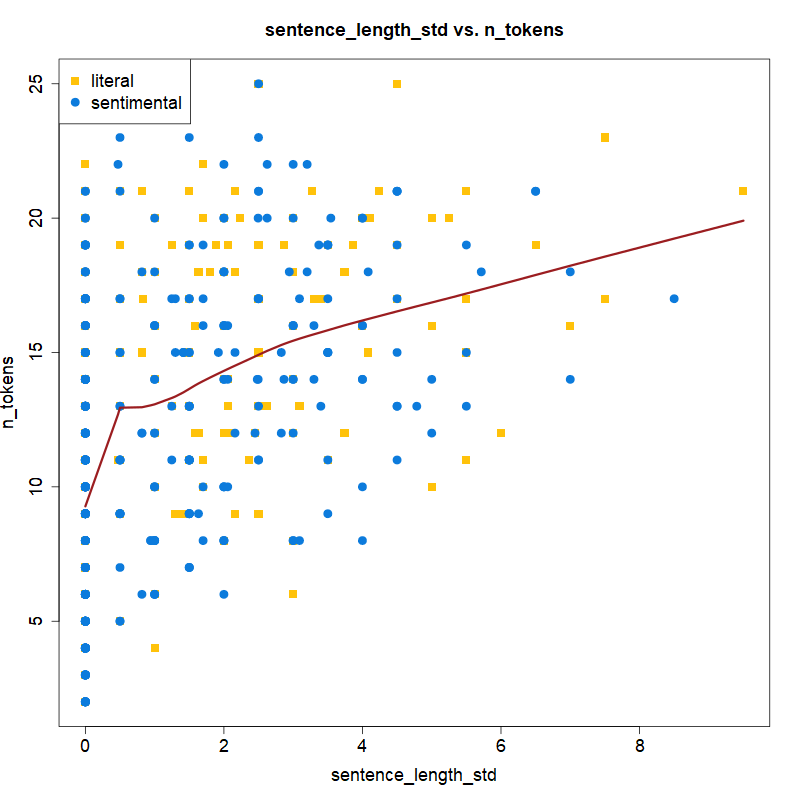 sentence_length_std vs. n_tokens
literal
sentimental
25
20
15
10
5
n_tokens
0 2 4 6 8
sentence_length_std